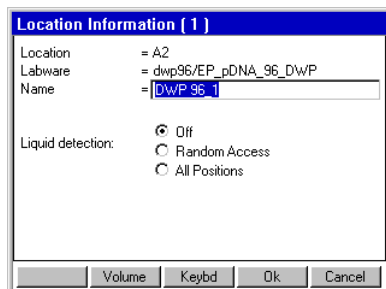 Location Information ( 1 )
Location = A2
Labware = dwp96/EP_pDNA_96_DWP
Name = DWP 96_1
Liquid detection:
Off
Random Access
All Positions
Volume Keybd Ok Cancel